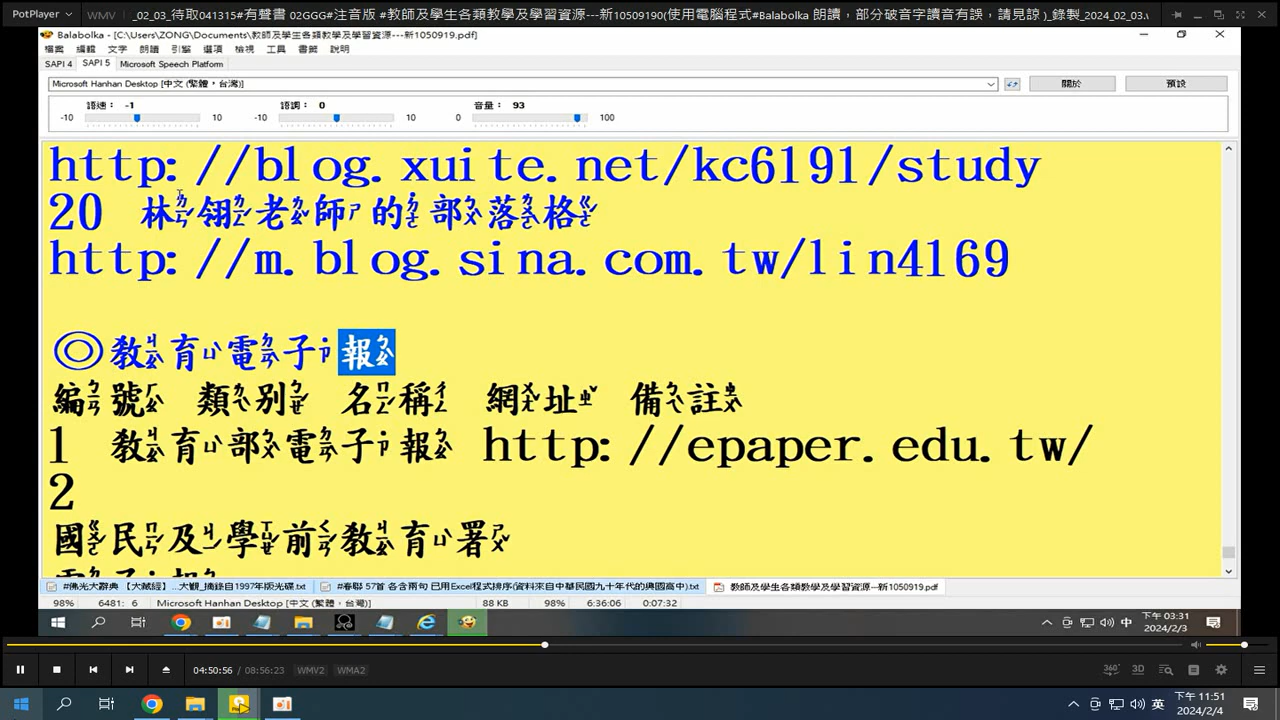 PotPlayer WMV _02_03_待取041315#有聲書 02GGG#注音版 #教師及學生各類教學及學習資源---新10509190(使用電腦程式#Balabolka 朗讀，部分破音字讀音有誤，請見諒 )_錄製_2024_02_03.w
Balabolka - [C:\Users\ZONG\Documents\教師及學生各類教學及學習資源---新1050919.pdf]
檔案 編輯 文字 朗讀 引擎 選項 檢視 工具 書籤 說明
SAPI 4 SAPI 5 Microsoft Speech Platform
Microsoft Hanhan Desktop [中文 (繁體，台灣)] 關於 預設
語速： -1 語調： 0 音量： 93
-10 10 -10 10 0 100
http://blog.xuite.net/kc6191/study
20 林翎老師的部落格
http://m.blog.sina.com.tw/lin4169
◎教育電子報
編號 類別 名稱 網址 備註
1 教育部電子報 http://epaper.edu.tw/
2
國民及學前教育署
#佛光大辭典 【大藏經】...大觀_摘錄自1997年版光碟.txt #春聯 57首 各含兩句 已用Excel程式排序(資料來自中華民國九十年代的興國高中).txt 教師及學生各類教學及學習資源---新1050919.pdf
98% 6481: 6 Microsoft Hanhan Desktop [中文 (繁體，台灣)] 88 KB 98% 6:36:06 0:07:32
中 下午 03:31
2024/2/3
04:50:56 / 08:56:23 WMV2 WMA2 360° 3D
英 下午 11:51
2024/2/4